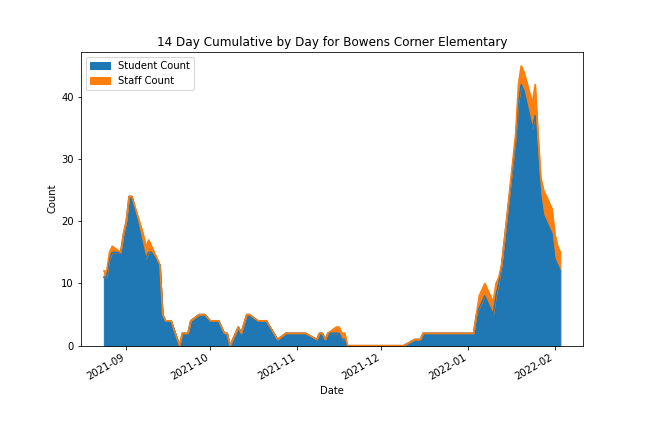 14 Day Cumulative by Day for Bowens Corner Elementary
Student Count
Staff Count
40
30
20
10
0
Count
2021-09
2021-10
2021-11
2021-12
2022-01
2022-02
Date